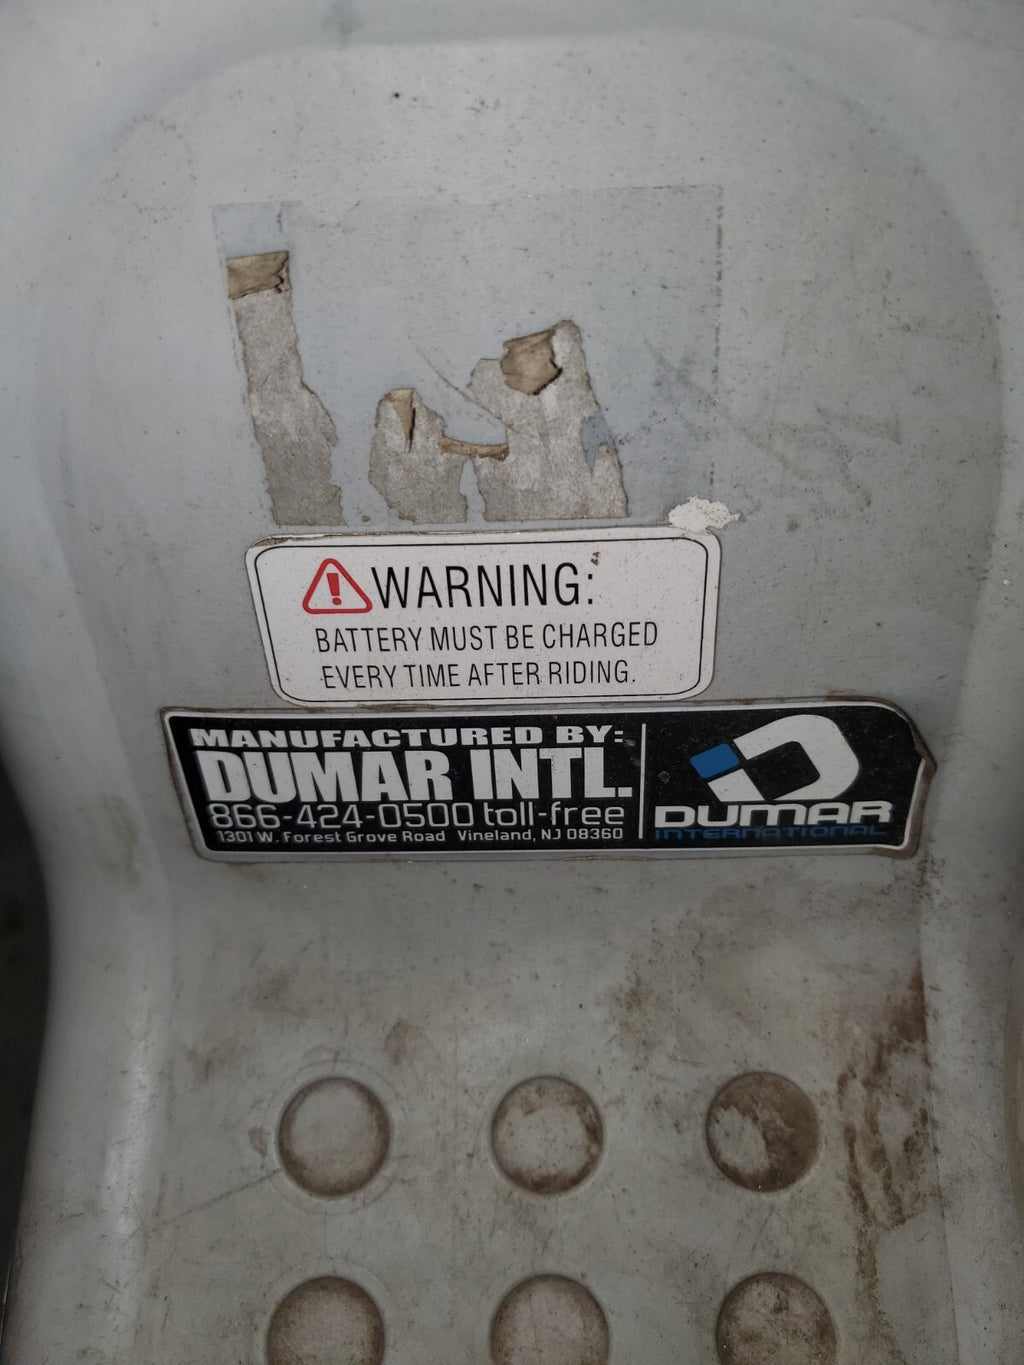 WARNING:
BATTERY MUST BE CHARGED
EVERY TIME AFTER RIDING.
MANUFACTURED BY:
DUMAR INTL.
866-424-0500 toll-free
1301 W. Forest Grove Road Vineland, NJ 08360
DUMAR
INTERNATIONAL